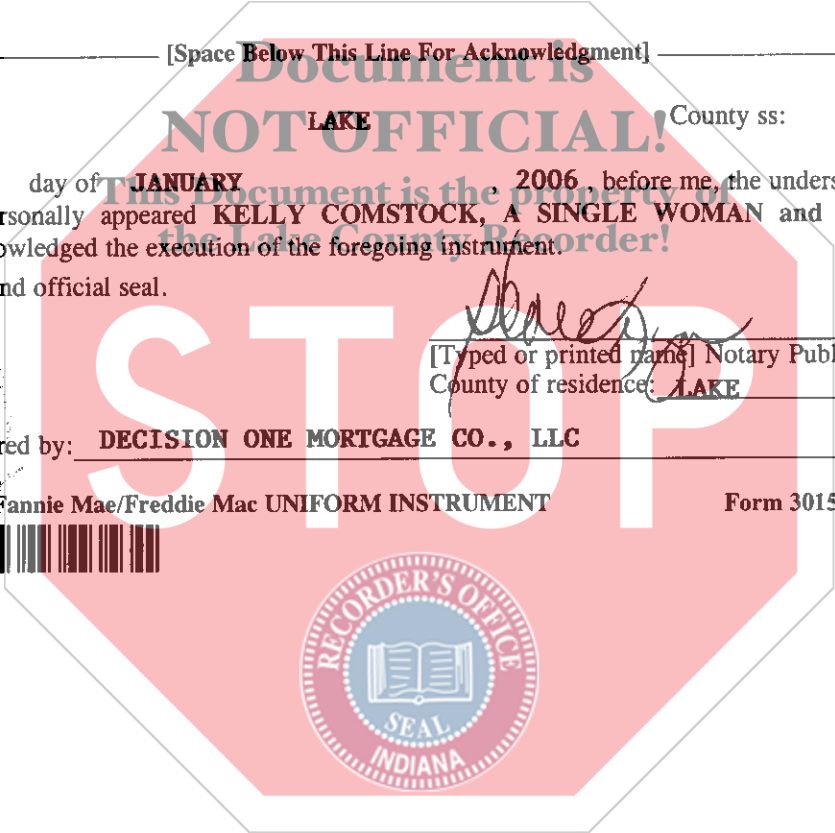 [Space Below This Line For Acknowledgment]
Document is
NOT OFFICIAL!
LAKE County ss:
day of JANUARY , 2006 , before me, the unders
This Document is the property of
rsonally appeared KELLY COMSTOCK, A SINGLE WOMAN and
the Lake County Recorder!
owledged the execution of the foregoing instrument.
nd official seal.
STOP
[Typed or printed name] Notary Publ
County of residence: LAKE
red by: DECISION ONE MORTGAGE CO., LLC
Fannie Mae/Freddie Mac UNIFORM INSTRUMENT Form 3015
RECORDER'S OFFICE
SEAL
INDIANA